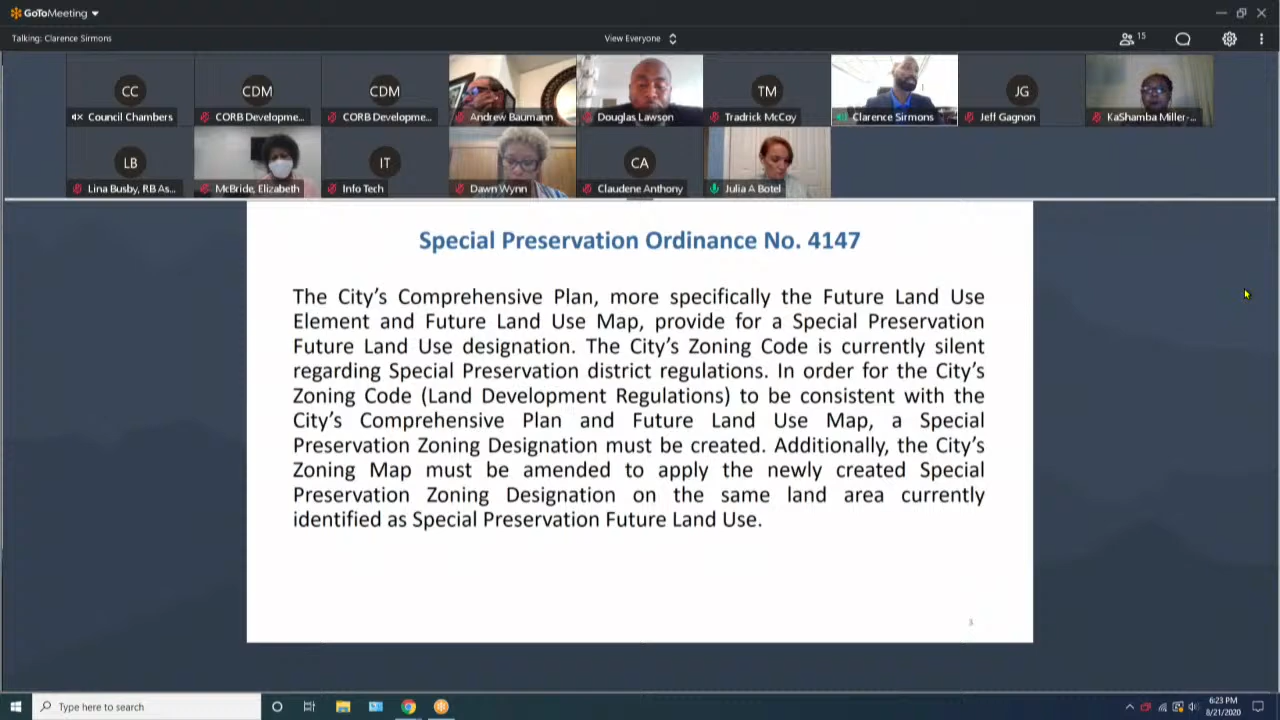 GoToMeeting
Talking: Clarence Sirmons
View Everyone
15
CC
CDM
CDM
TM
JG
Council Chambers
CORB Developme...
CORB Developme...
Andrew Baumann
Douglas Lawson
Tradrick McCoy
Clarence Sirmons
Jeff Gagnon
KaShamba Miller-...
LB
IT
CA
Lina Busby, RB As...
McBride, Elizabeth
Info Tech
Dawn Wynn
Claudene Anthony
Julia A Botel
Special Preservation Ordinance No. 4147
The City’s Comprehensive Plan, more specifically the Future Land Use
Element and Future Land Use Map, provide for a Special Preservation
Future Land Use designation. The City’s Zoning Code is currently silent
regarding Special Preservation district regulations. In order for the City’s
Zoning Code (Land Development Regulations) to be consistent with the
City’s Comprehensive Plan and Future Land Use Map, a Special
Preservation Zoning Designation must be created. Additionally, the City’s
Zoning Map must be amended to apply the newly created Special
Preservation Zoning Designation on the same land area currently
identified as Special Preservation Future Land Use.
3
Type here to search
6:23 PM
8/21/2020